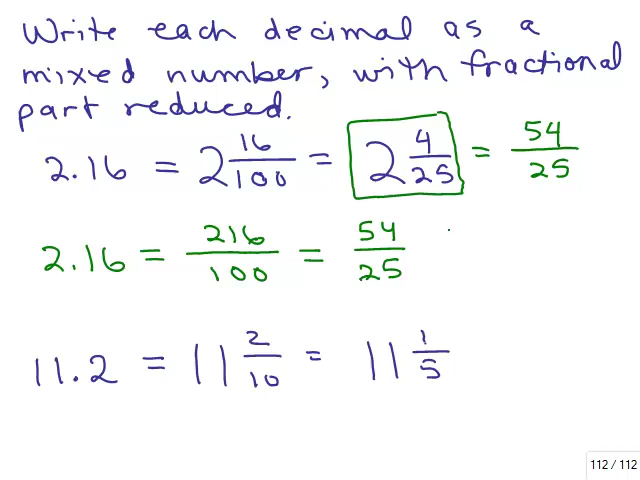 Write each decimal as a
mixed number, with fractional
part reduced.
2.16 = 2 16/100 = 2 4/25 = 54/25
2.16 = 216/100 = 54/25
11.2 = 11 2/10 = 11 1/5
112 / 112